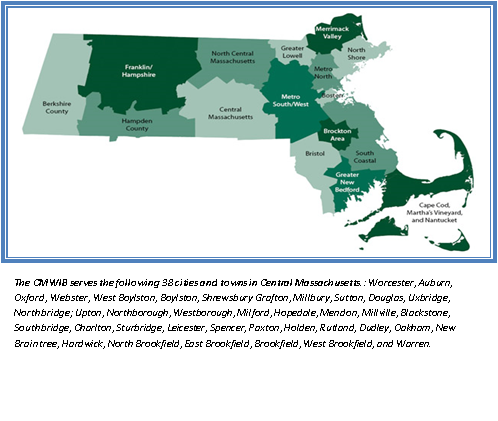 Merrimack
Valley
North Central
Massachusetts
Greater
Lowell
North
Shore
Franklin/
Hampshire
Metro
North
Boston
Berkshire
County
Metro
South/West
Central
Massachusetts
Hampden
County
Brockton
Area
Bristol
South
Coastal
Greater
New
Bedford
Cape Cod,
Martha's Vineyard,
and Nantucket
The CMWIB serves the following 38 cities and towns in Central Massachusetts.: Worcester, Auburn,
Oxford, Webster, West Boylston, Boylston, Shrewsbury Grafton, Millbury, Sutton, Douglas, Uxbridge,
Northbridge; Upton, Northborough, Westborough, Milford, Hopedale, Mendon, Millville, Blackstone,
Southbridge, Charlton, Sturbridge, Leicester, Spencer, Paxton, Holden, Rutland, Dudley, Oakham, New
Braintree, Hardwick, North Brookfield, East Brookfield, Brookfield, West Brookfield, and Warren.